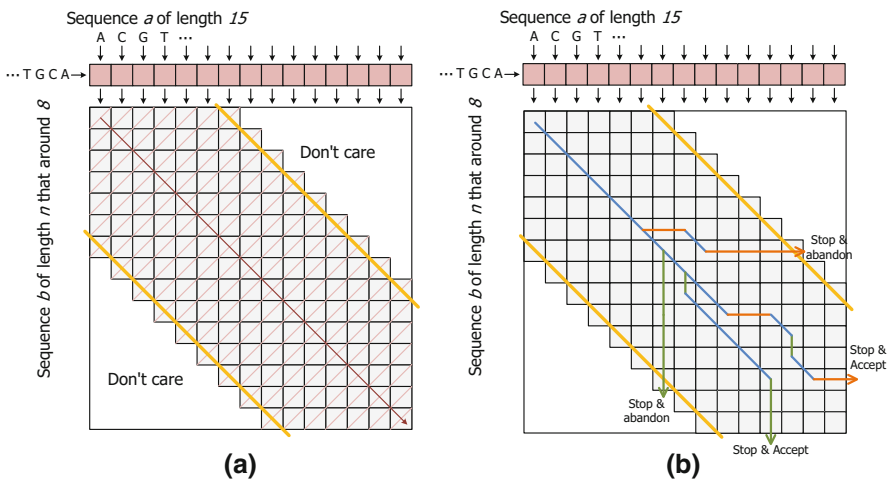 Sequence a of length 15
A C G T ...
... T G C A
Sequence b of length n that around 8
Don't care
Don't care
(a)
Sequence a of length 15
A C G T ...
... T G C A
Sequence b of length n that around 8
Stop &
abandon
Stop &
Accept
Stop &
abandon
Stop & Accept
(b)